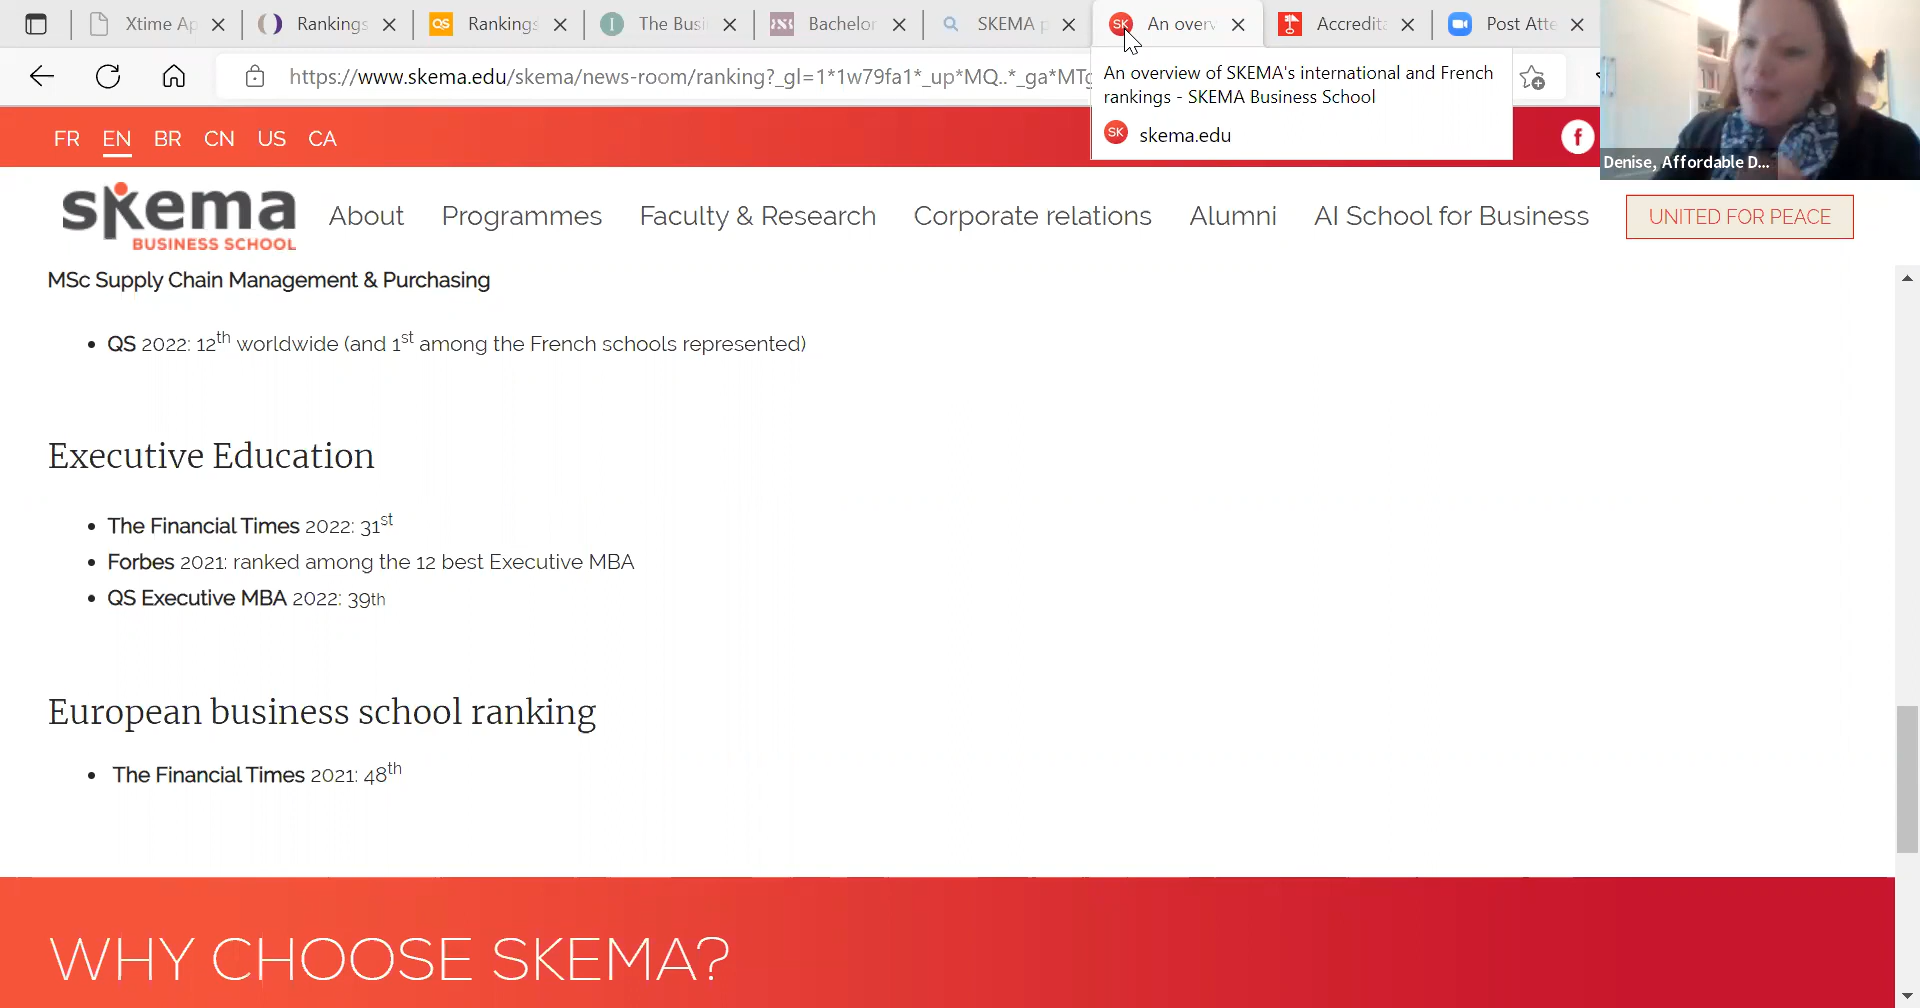 Xtime Ap
Rankings
QS
Rankings
I
The Busi
Bachelor
SKEMA p
SK
An over
Accredita
Post Atte
https://www.skema.edu/skema/news-room/ranking?_gl=1*1w79fa1*_up*MQ..*_ga*MTg
An overview of SKEMA's international and French
rankings - SKEMA Business School
SK
skema.edu
FR EN BR CN US CA
f
Denise, Affordable D...
skema
BUSINESS SCHOOL
About
Programmes
Faculty & Research
Corporate relations
Alumni
AI School for Business
UNITED FOR PEACE
MSc Supply Chain Management & Purchasing
• QS 2022: 12th worldwide (and 1st among the French schools represented)
Executive Education
• The Financial Times 2022: 31st
• Forbes 2021: ranked among the 12 best Executive MBA
• QS Executive MBA 2022: 39th
European business school ranking
• The Financial Times 2021: 48th
WHY CHOOSE SKEMA?